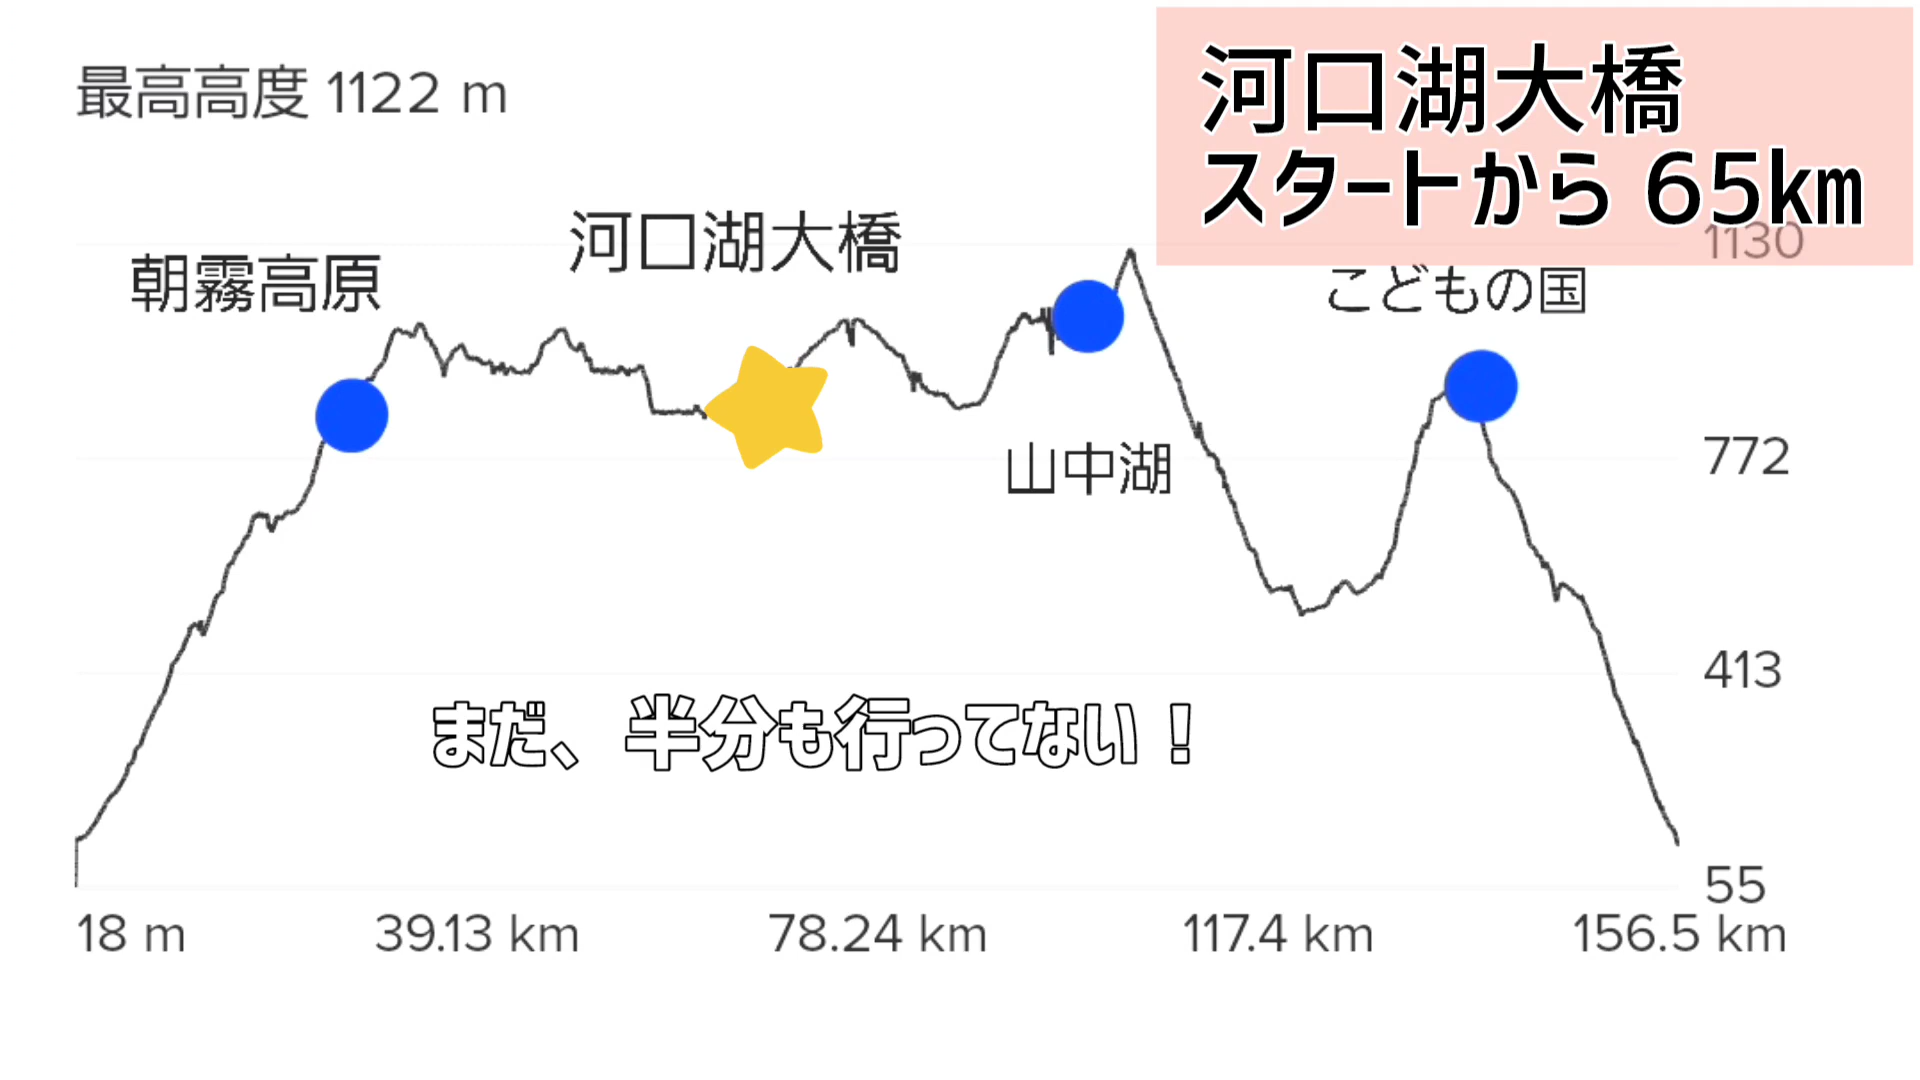 最高高度 1122 m
河口湖大橋
スタートから 65km
1130
河口湖大橋
朝霧高原
こどもの国
山中湖
772
413
まだ、半分も行ってない！
55
18 m 39.13 km 78.24 km 117.4 km 156.5 km